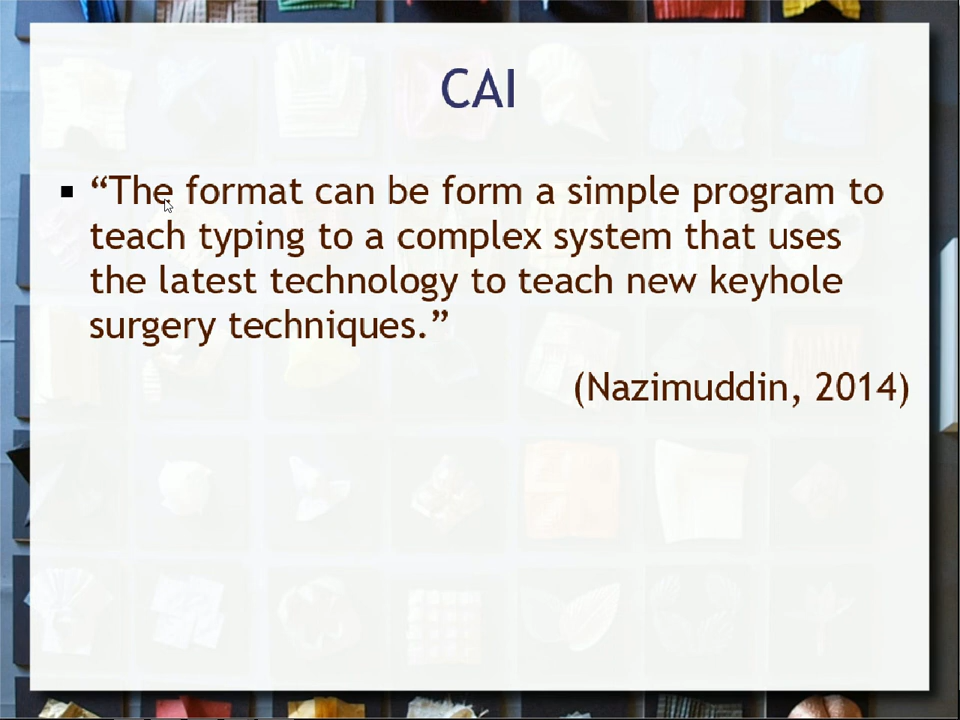 CAI
▪ “The format can be form a simple program to
teach typing to a complex system that uses
the latest technology to teach new keyhole
surgery techniques.”
(Nazimuddin, 2014)